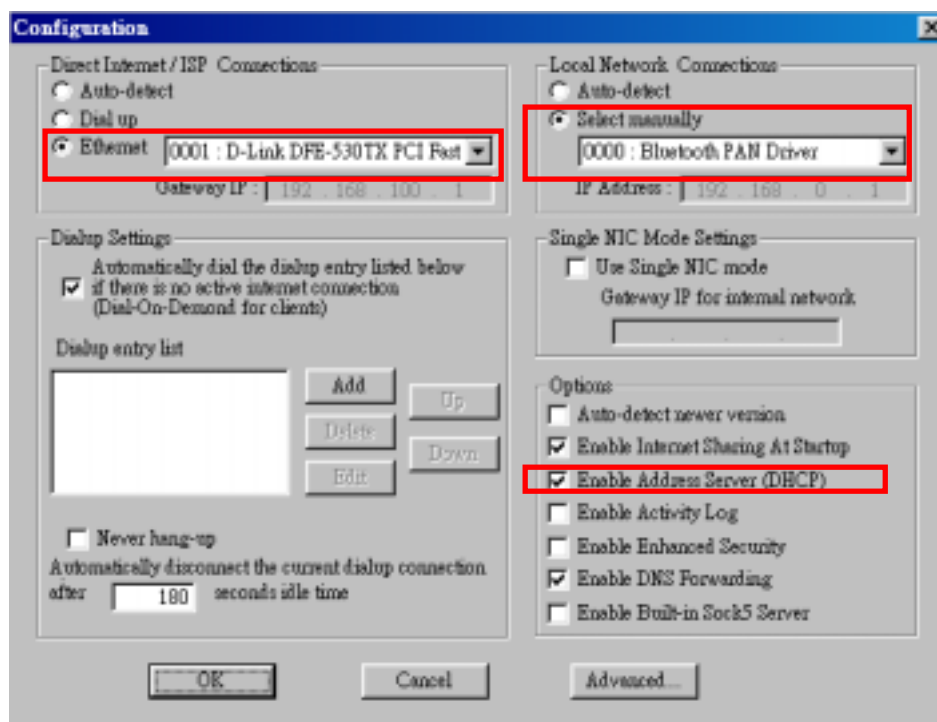 Configuration
Direct Internet / ISP Connections
Auto-detect
Dial up
Ethernet
0001 : D-Link DFE-530TX PCI Fast
Gateway IP :
192 . 168 . 100 . 1
Local Network Connections
Auto-detect
Select manually
0000 : Bluetooth PAN Driver
IP Address :
192 . 168 . 0 . 1
Dialup Settings
Automatically dial the dialup entry listed below
if there is no active internet connection
(Dial-On-Demond for clients)
Dialup entry list
Add
Delete
Edit
Up
Down
Never hang-up
Automatically disconnect the current dialup connection
after 180 seconds idle time
Single NIC Mode Settings
Use Single NIC mode
Gateway IP for internal network
. . .
Options
Auto-detect newer version
Enable Internet Sharing At Startup
Enable Address Server (DHCP)
Enable Activity Log
Enable Enhanced Security
Enable DNS Forwarding
Enable Built-in Sock5 Server
OK
Cancel
Advanced...